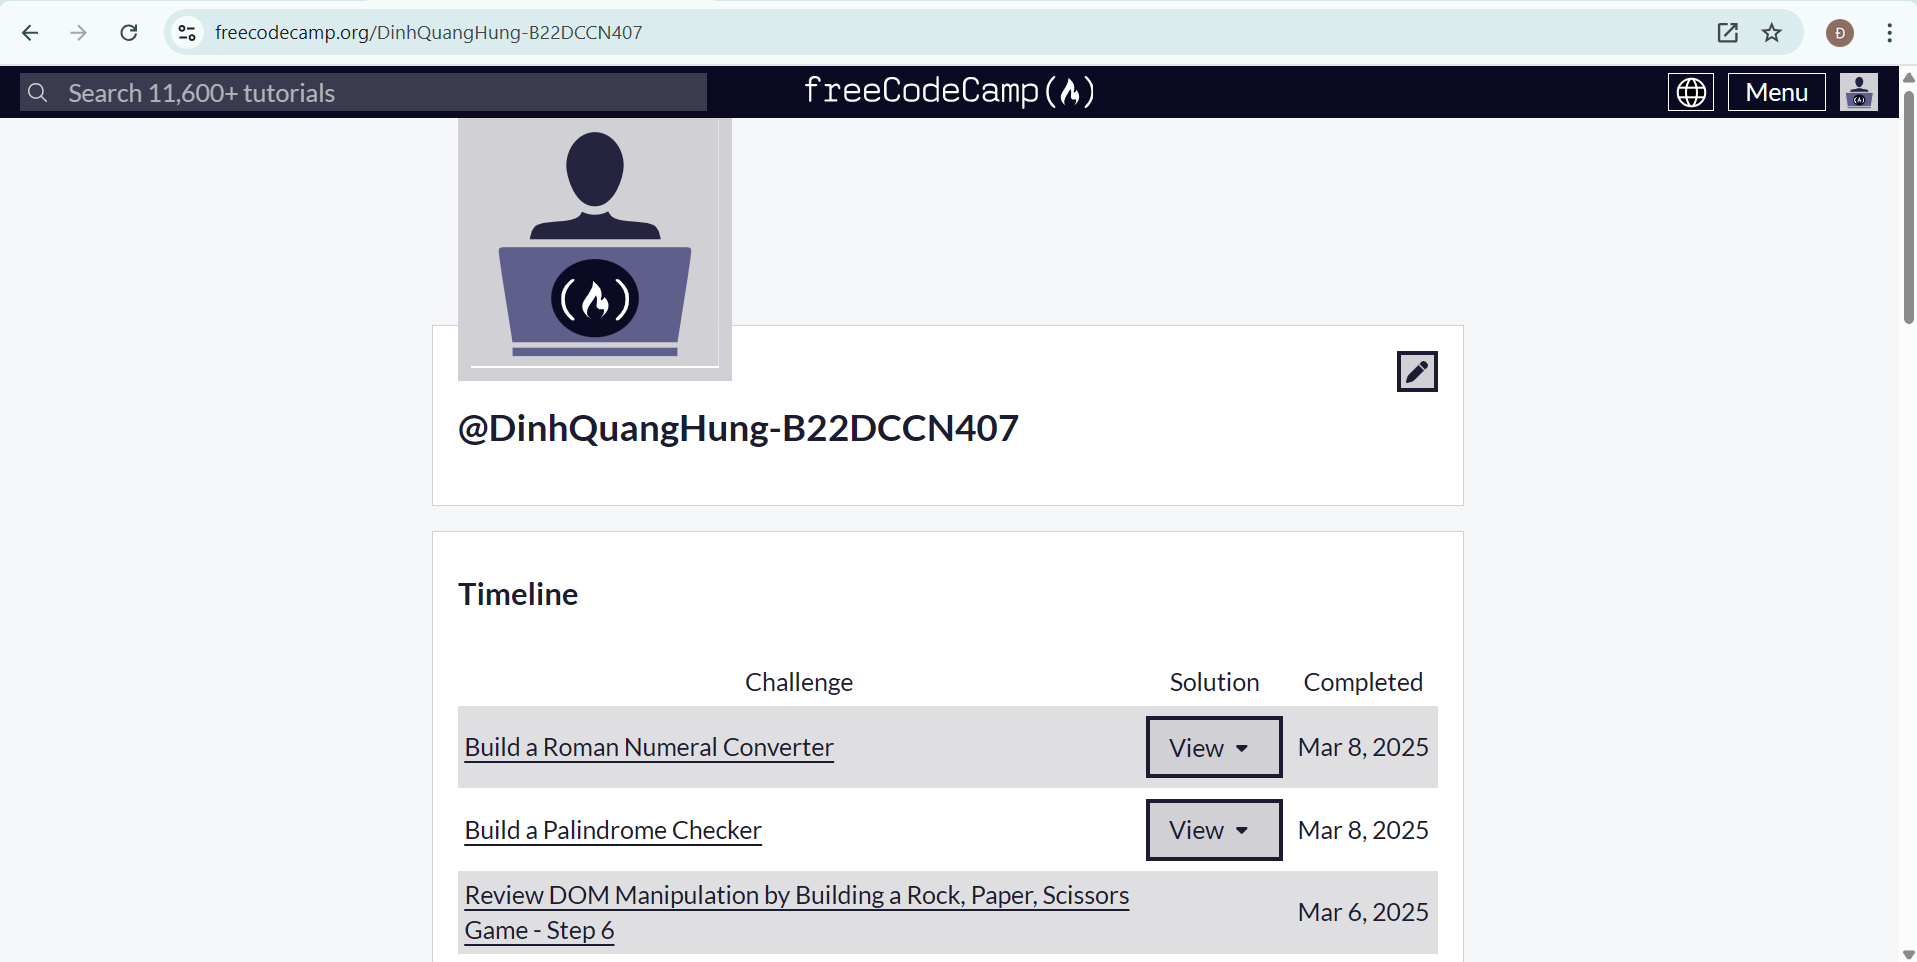 freecodecamp.org/DinhQuangHung-B22DCCN407
Đ
Search 11,600+ tutorials
freeCodeCamp(🔥)
Menu
@DinhQuangHung-B22DCCN407
Timeline
Challenge Solution Completed
Build a Roman Numeral Converter View Mar 8, 2025
Build a Palindrome Checker View Mar 8, 2025
Review DOM Manipulation by Building a Rock, Paper, Scissors
Game - Step 6 Mar 6, 2025